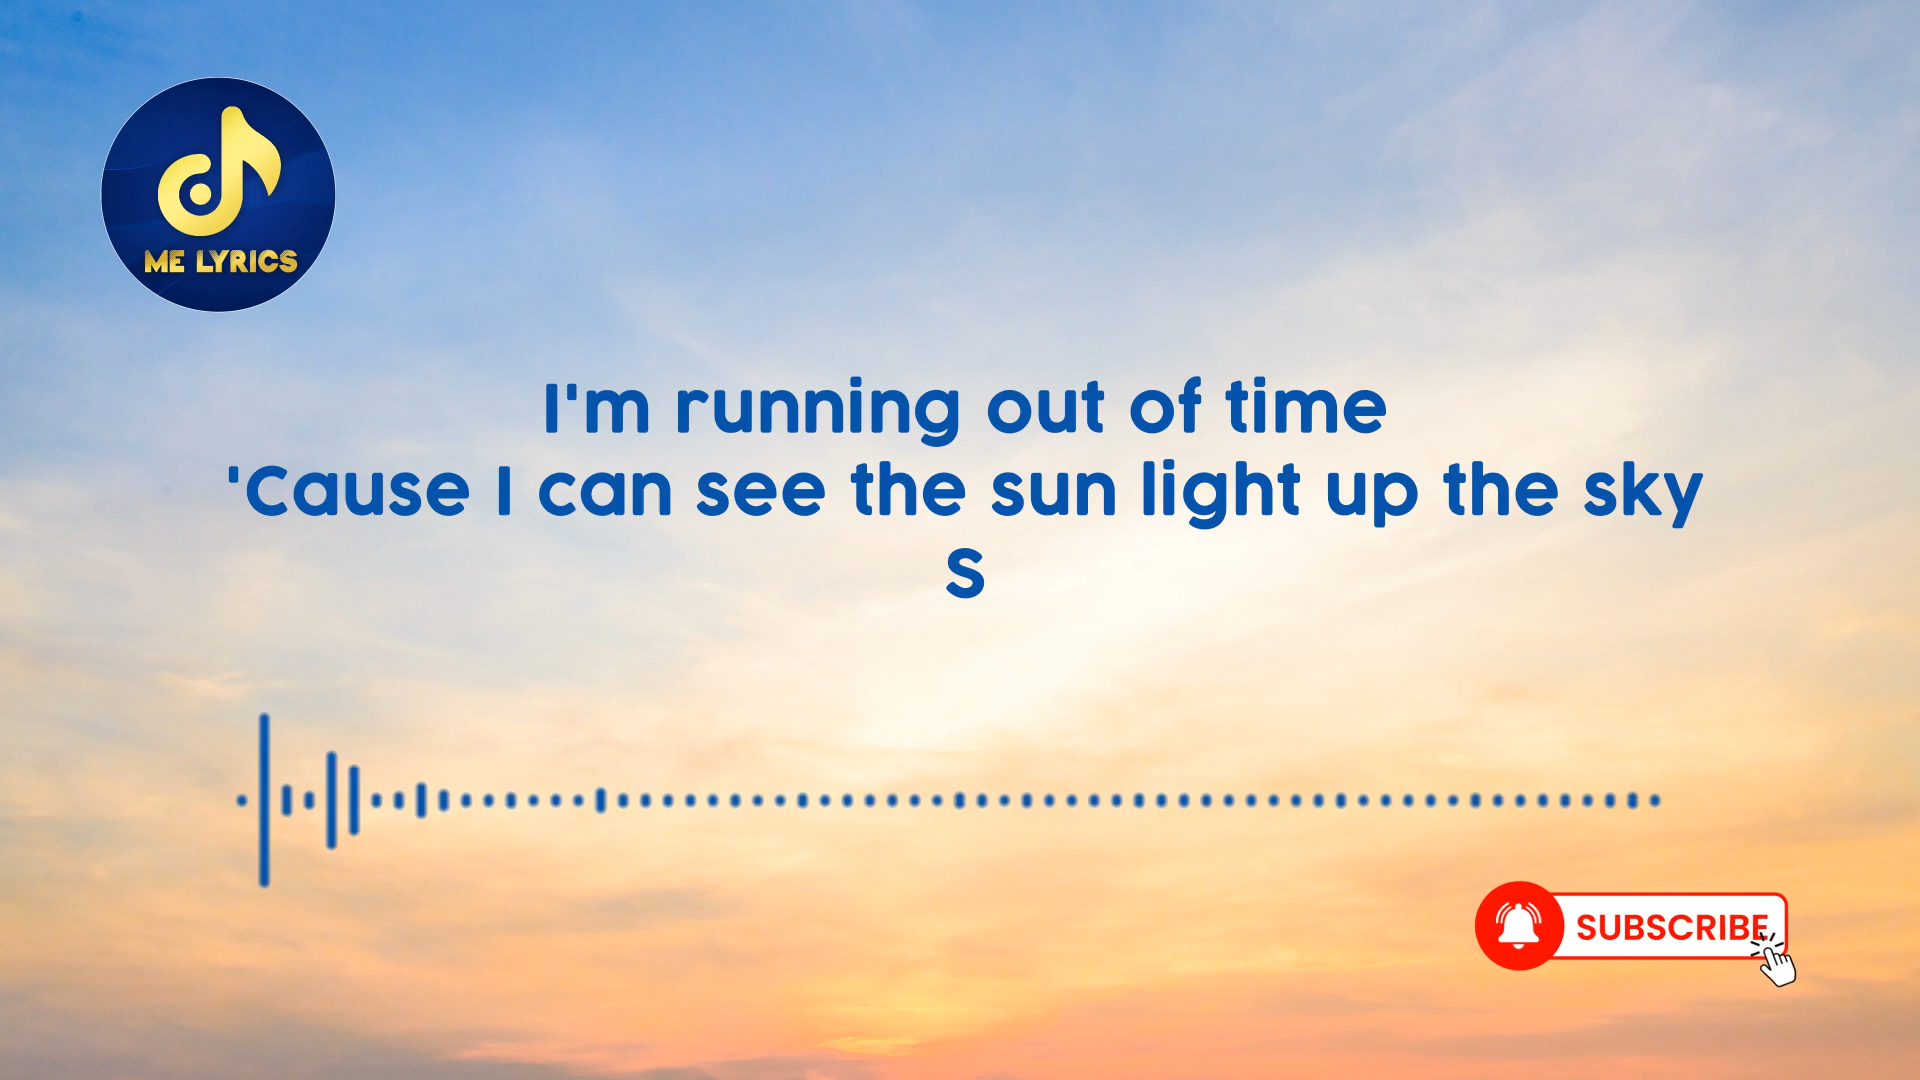 ME LYRICS
I'm running out of time
'Cause I can see the sun light up the sky
S
SUBSCRIBE